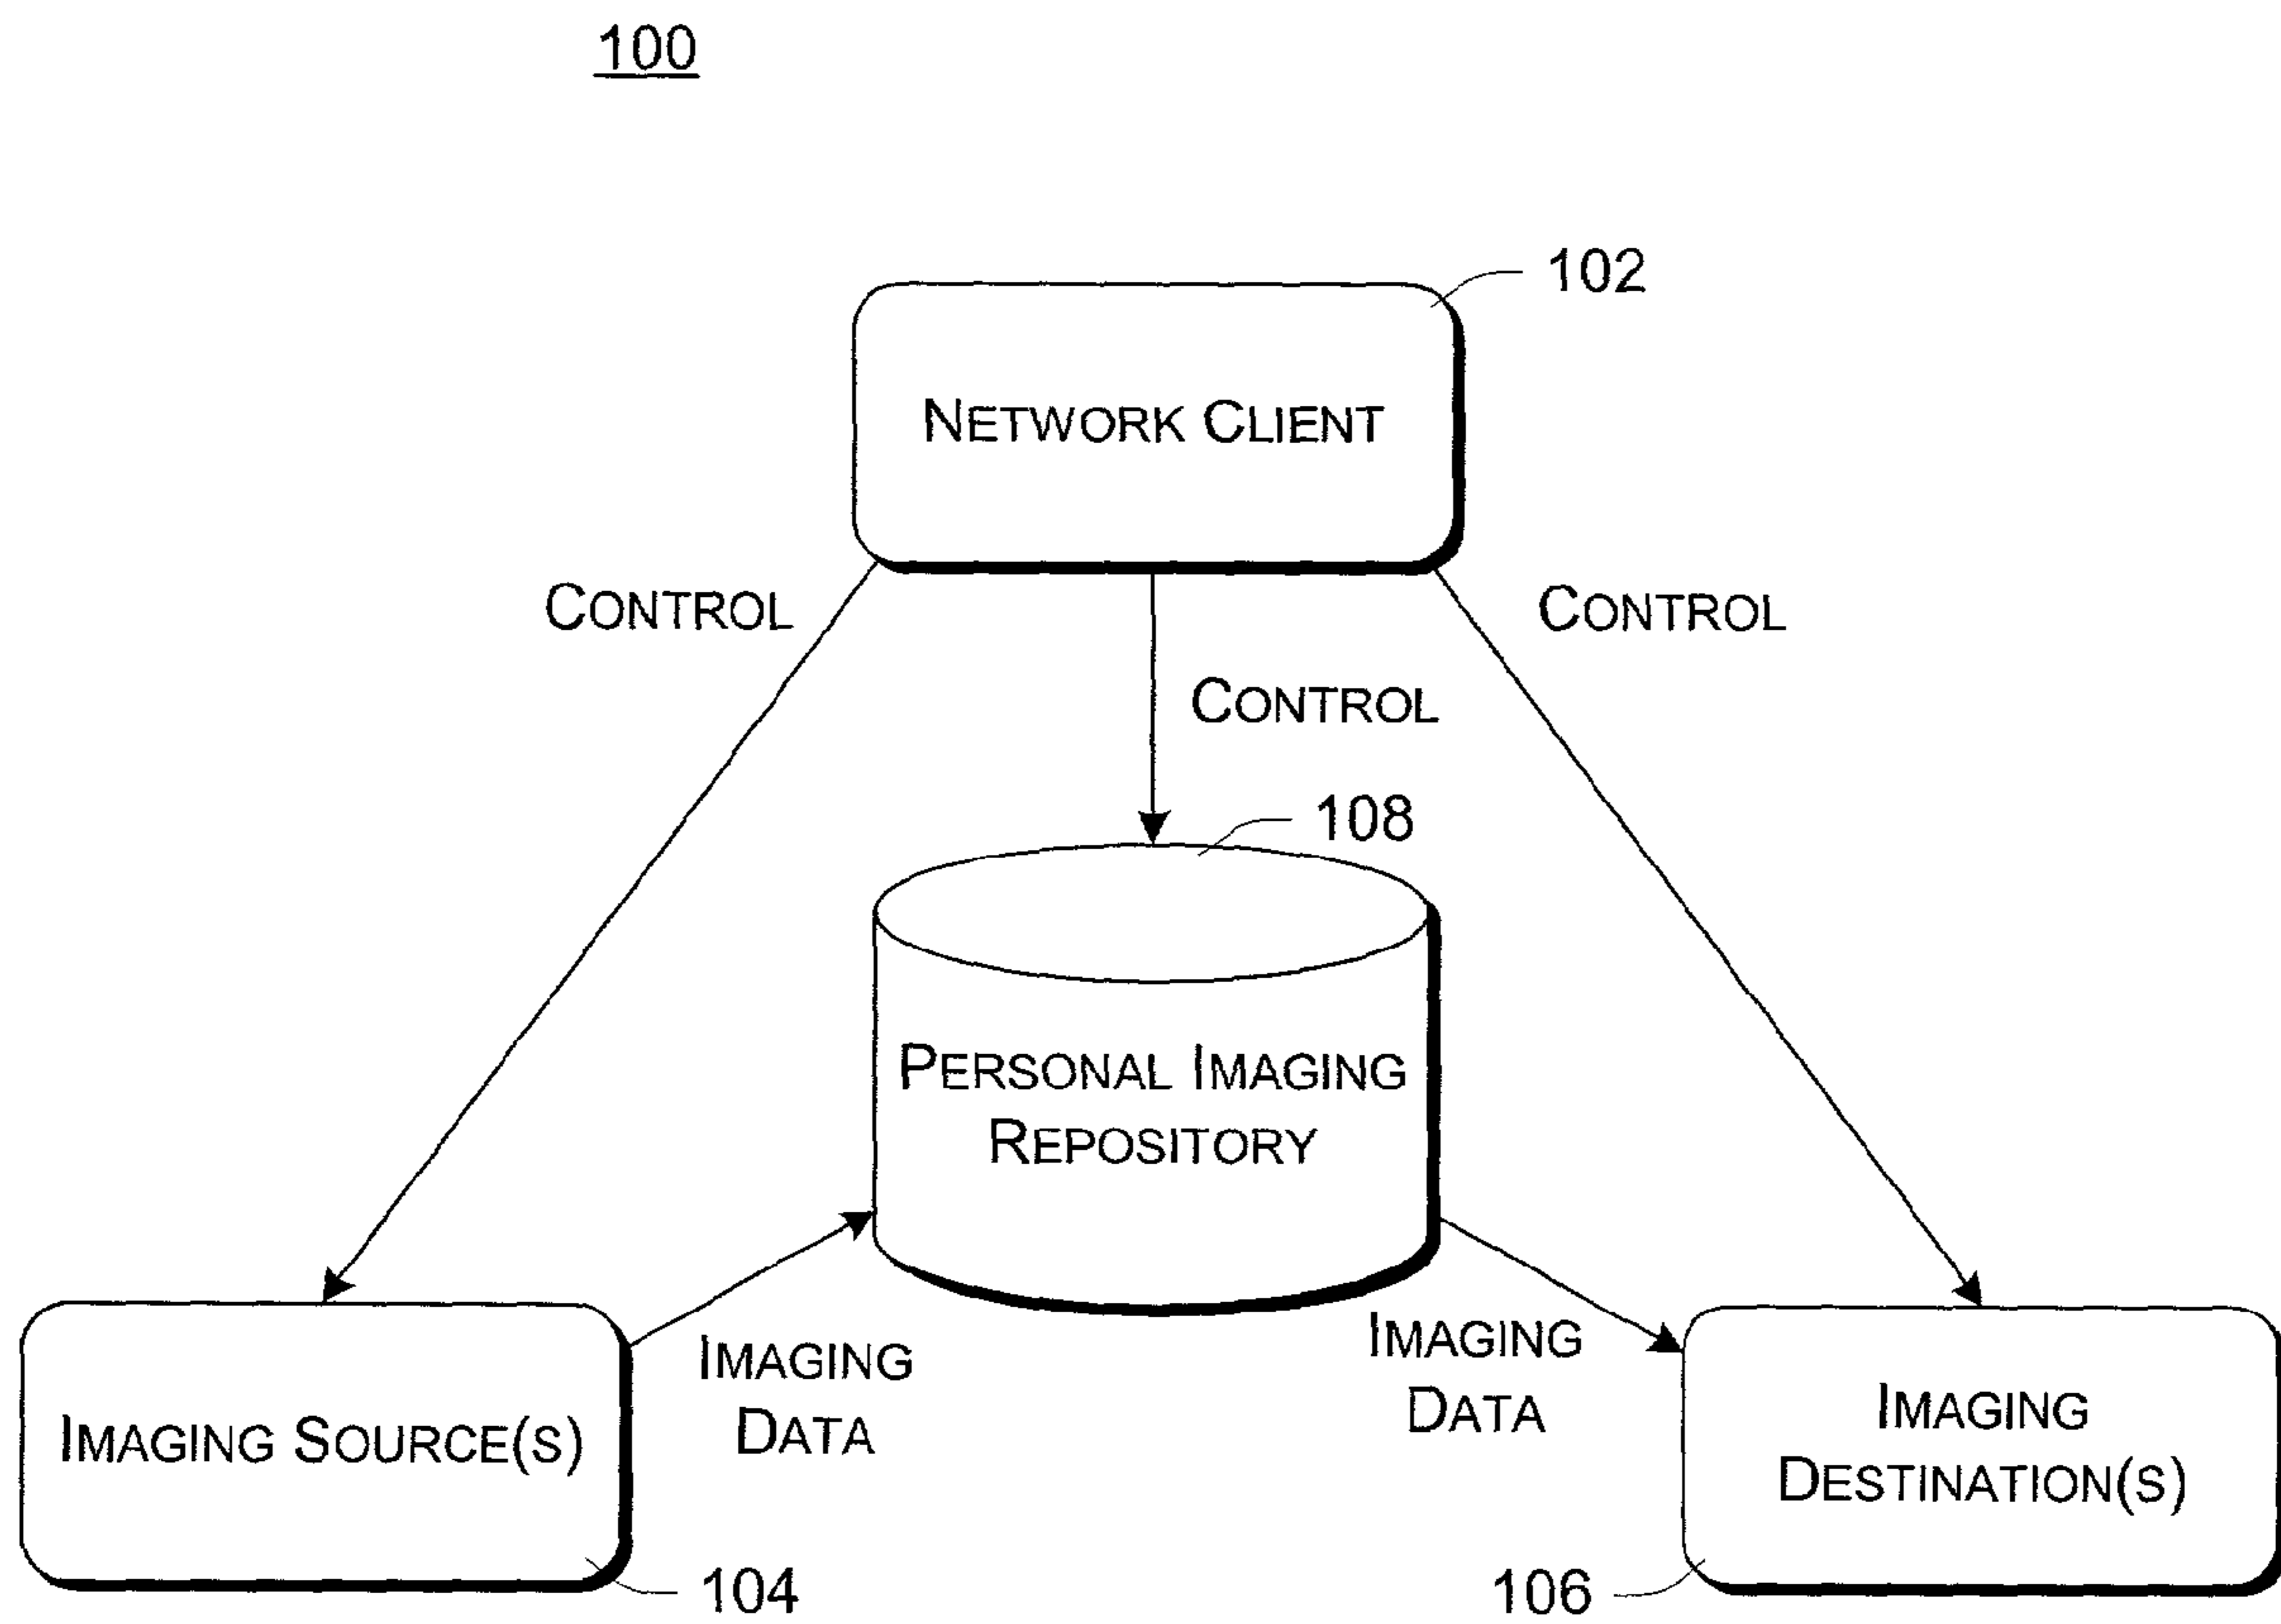 100
102
NETWORK CLIENT
CONTROL
CONTROL
CONTROL
108
PERSONAL IMAGING
REPOSITORY
IMAGING
DATA
IMAGING
DATA
IMAGING SOURCE(S)
IMAGING
DESTINATION(S)
104
106